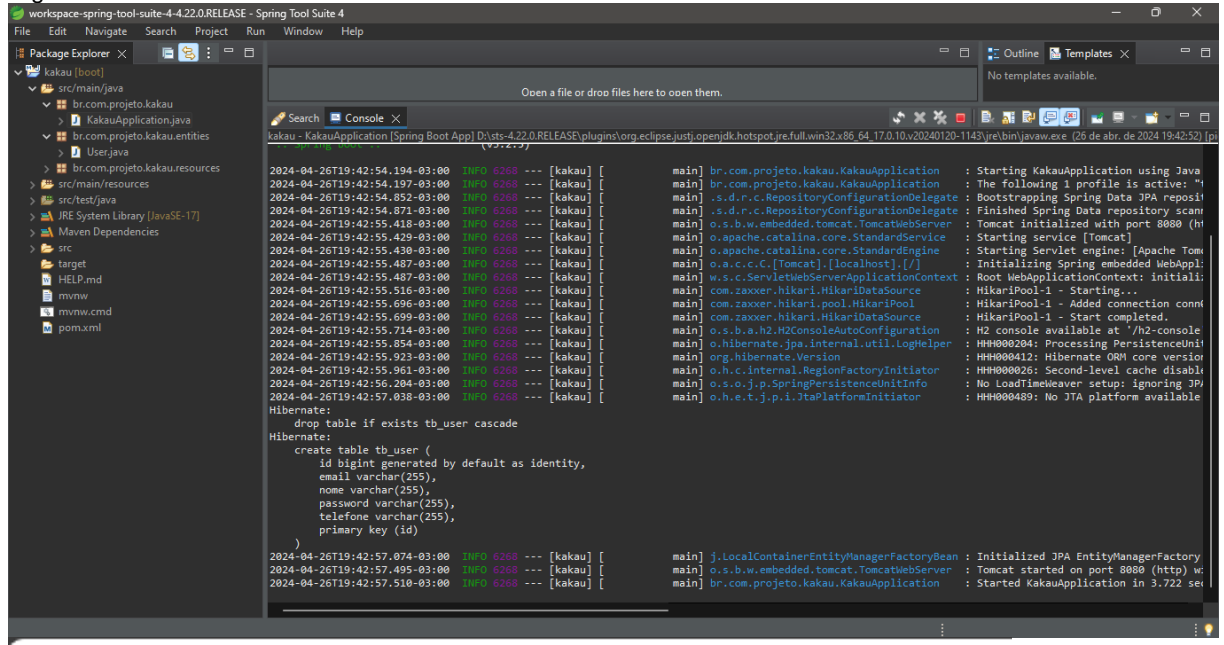 workspace-spring-tool-suite-4-4.22.0.RELEASE - Spring Tool Suite 4
File Edit Navigate Search Project Run Window Help
Package Explorer
kakau [boot]
src/main/java
br.com.projeto.kakau
KakauApplication.java
br.com.projeto.kakau.entities
User.java
br.com.projeto.kakau.resources
src/main/resources
src/test/java
JRE System Library [JavaSE-17]
Maven Dependencies
src
target
HELP.md
mvnw
mvnw.cmd
pom.xml
Open a file or drop files here to open them.
Outline Templates
No templates available.
Search Console
kakau - KakauApplication [Spring Boot App] D:\sts-4.22.0.RELEASE\plugins\org.eclipse.justj.openjdk.hotspot.jre.full.win32.x86_64_17.0.10.v20240120-1143\jre\bin\javaw.exe (26 de abr. de 2024 19:42:52) [pi
:: Spring Boot :: (v3.2.5)
2024-04-26T19:42:54.194-03:00 INFO 6268 --- [kakau] [ main] br.com.projeto.kakau.KakauApplication : Starting KakauApplication using Java
2024-04-26T19:42:54.197-03:00 INFO 6268 --- [kakau] [ main] br.com.projeto.kakau.KakauApplication : The following 1 profile is active: "t
2024-04-26T19:42:54.852-03:00 INFO 6268 --- [kakau] [ main] .s.d.r.c.RepositoryConfigurationDelegate : Bootstrapping Spring Data JPA reposit
2024-04-26T19:42:54.871-03:00 INFO 6268 --- [kakau] [ main] .s.d.r.c.RepositoryConfigurationDelegate : Finished Spring Data repository scann
2024-04-26T19:42:55.418-03:00 INFO 6268 --- [kakau] [ main] o.s.b.w.embedded.tomcat.TomcatWebServer : Tomcat initialized with port 8080 (ht
2024-04-26T19:42:55.429-03:00 INFO 6268 --- [kakau] [ main] o.apache.catalina.core.StandardService : Starting service [Tomcat]
2024-04-26T19:42:55.430-03:00 INFO 6268 --- [kakau] [ main] o.apache.catalina.core.StandardEngine : Starting Servlet engine: [Apache Tomc
2024-04-26T19:42:55.487-03:00 INFO 6268 --- [kakau] [ main] o.a.c.c.C.[Tomcat].[localhost].[/] : Initializing Spring embedded WebAppli
2024-04-26T19:42:55.487-03:00 INFO 6268 --- [kakau] [ main] w.s.c.ServletWebServerApplicationContext : Root WebApplicationContext: initializ
2024-04-26T19:42:55.516-03:00 INFO 6268 --- [kakau] [ main] com.zaxxer.hikari.HikariDataSource : HikariPool-1 - Starting...
2024-04-26T19:42:55.696-03:00 INFO 6268 --- [kakau] [ main] com.zaxxer.hikari.pool.HikariPool : HikariPool-1 - Added connection conn0
2024-04-26T19:42:55.699-03:00 INFO 6268 --- [kakau] [ main] com.zaxxer.hikari.HikariDataSource : HikariPool-1 - Start completed.
2024-04-26T19:42:55.714-03:00 INFO 6268 --- [kakau] [ main] o.s.b.a.h2.H2ConsoleAutoConfiguration : H2 console available at '/h2-console
2024-04-26T19:42:55.854-03:00 INFO 6268 --- [kakau] [ main] o.hibernate.jpa.internal.util.LogHelper : HHH000204: Processing PersistenceUnit
2024-04-26T19:42:55.923-03:00 INFO 6268 --- [kakau] [ main] org.hibernate.Version : HHH000412: Hibernate ORM core version
2024-04-26T19:42:55.961-03:00 INFO 6268 --- [kakau] [ main] o.h.c.internal.RegionFactoryInitiator : HHH000026: Second-level cache disable
2024-04-26T19:42:56.204-03:00 INFO 6268 --- [kakau] [ main] o.s.o.j.p.SpringPersistenceUnitInfo : No LoadTimeWeaver setup: ignoring JPA
2024-04-26T19:42:57.038-03:00 INFO 6268 --- [kakau] [ main] o.h.e.t.j.p.i.JtaPlatformInitiator : HHH000489: No JTA platform available
Hibernate:
drop table if exists tb_user cascade
Hibernate:
create table tb_user (
id bigint generated by default as identity,
email varchar(255),
nome varchar(255),
password varchar(255),
telefone varchar(255),
primary key (id)
)
2024-04-26T19:42:57.074-03:00 INFO 6268 --- [kakau] [ main] j.LocalContainerEntityManagerFactoryBean : Initialized JPA EntityManagerFactory
2024-04-26T19:42:57.495-03:00 INFO 6268 --- [kakau] [ main] o.s.b.w.embedded.tomcat.TomcatWebServer : Tomcat started on port 8080 (http) wi
2024-04-26T19:42:57.510-03:00 INFO 6268 --- [kakau] [ main] br.com.projeto.kakau.KakauApplication : Started KakauApplication in 3.722 sec